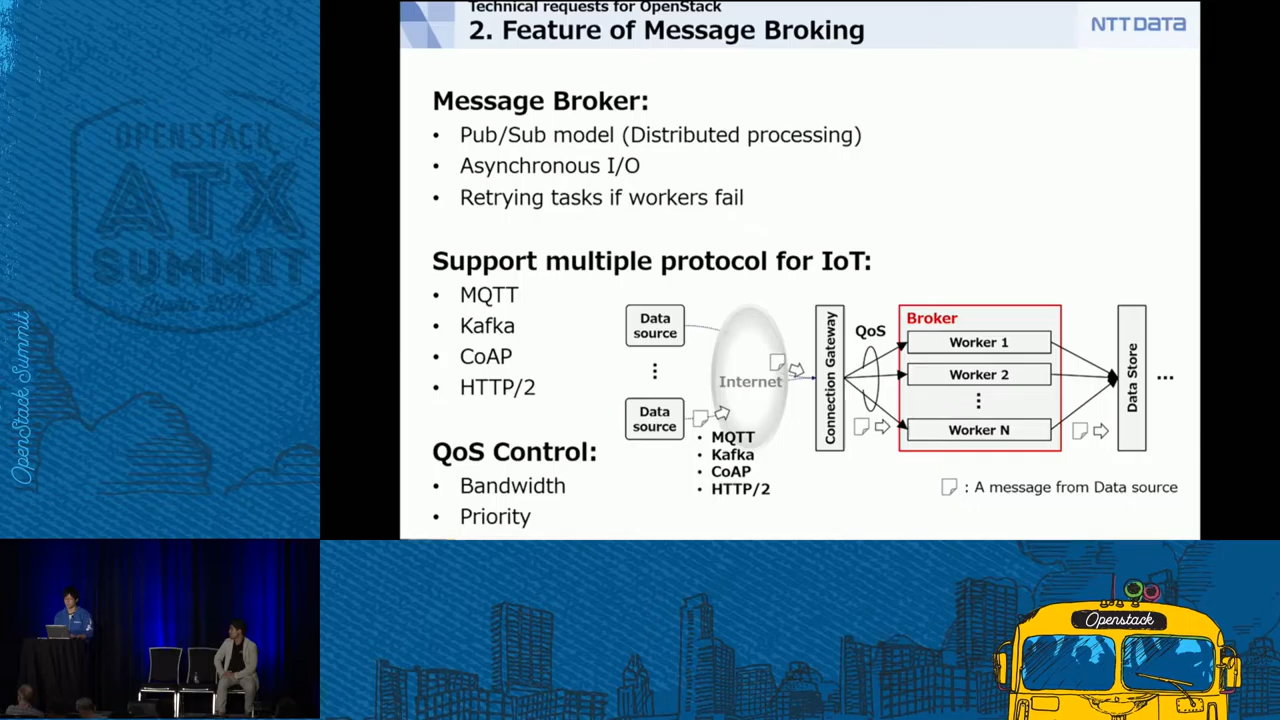 Technical requests for OpenStack
2. Feature of Message Broking
NTT DATA
Message Broker:
• Pub/Sub model (Distributed processing)
• Asynchronous I/O
• Retrying tasks if workers fail
Support multiple protocol for IoT:
• MQTT
• Kafka
• CoAP
• HTTP/2
QoS Control:
• Bandwidth
• Priority
Data
source
Data
source
Internet
• MQTT
• Kafka
• CoAP
• HTTP/2
Connection Gateway
QoS
Broker
Worker 1
Worker 2
Worker N
Data Store
...
: A message from Data source
OPENSTACK
ATX
SUMMIT
OpenStack Summit
Openstack